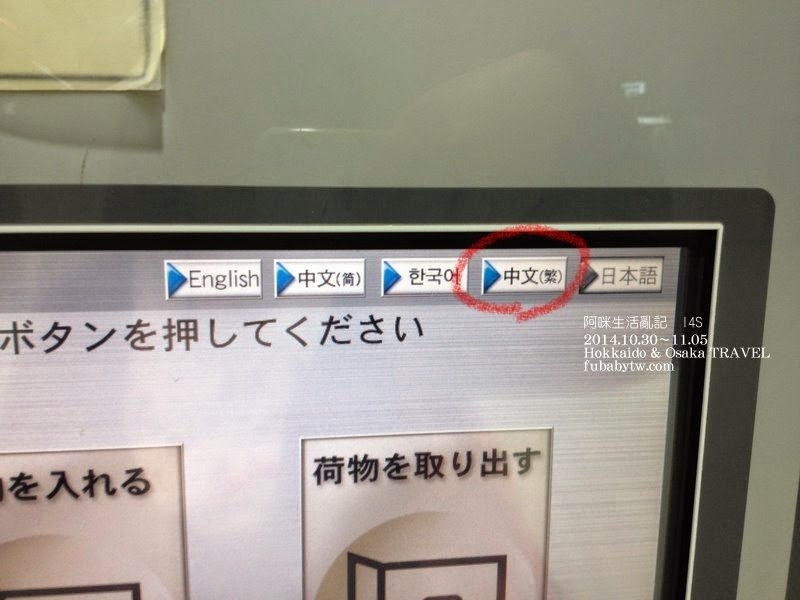 English 中文(简) 한국어 中文(繁) 日本語
ボタンを押してください
阿咪生活亂記 I4S
2014.10.30～11.05
Hokkaido & Osaka TRAVEL
fubabytw.com
を入れる
荷物を取り出す